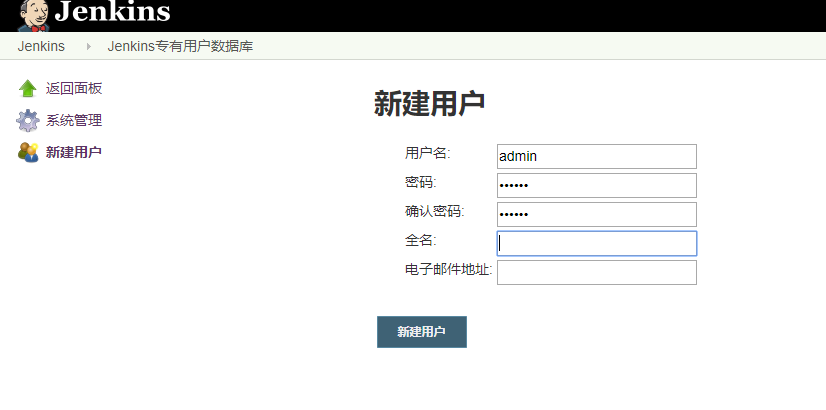 Jenkins
Jenkins Jenkins专有用户数据库
返回面板
系统管理
新建用户
新建用户
用户名: admin
密码: ••••••
确认密码: ••••••
全名:
电子邮件地址:
新建用户